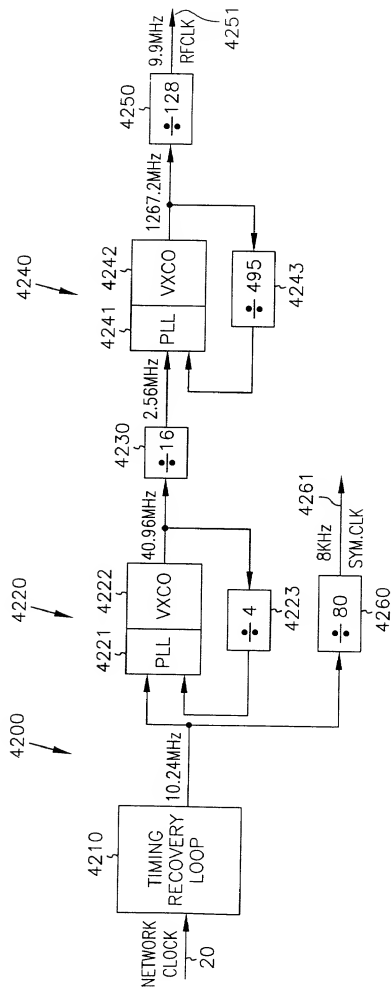 4200
4220
4240
NETWORK
CLOCK
20
4210
TIMING
RECOVERY
LOOP
10.24MHz
4221
4222
PLL
VXCO
÷ 4
4223
40.96MHz
4230
÷16
2.56MHz
4241
4242
PLL
VXCO
÷ 495
4243
1267.2MHz
4250
÷128
9.9MHz
RFCLK
4251
÷ 80
4260
8KHz
4261
SYM.CLK